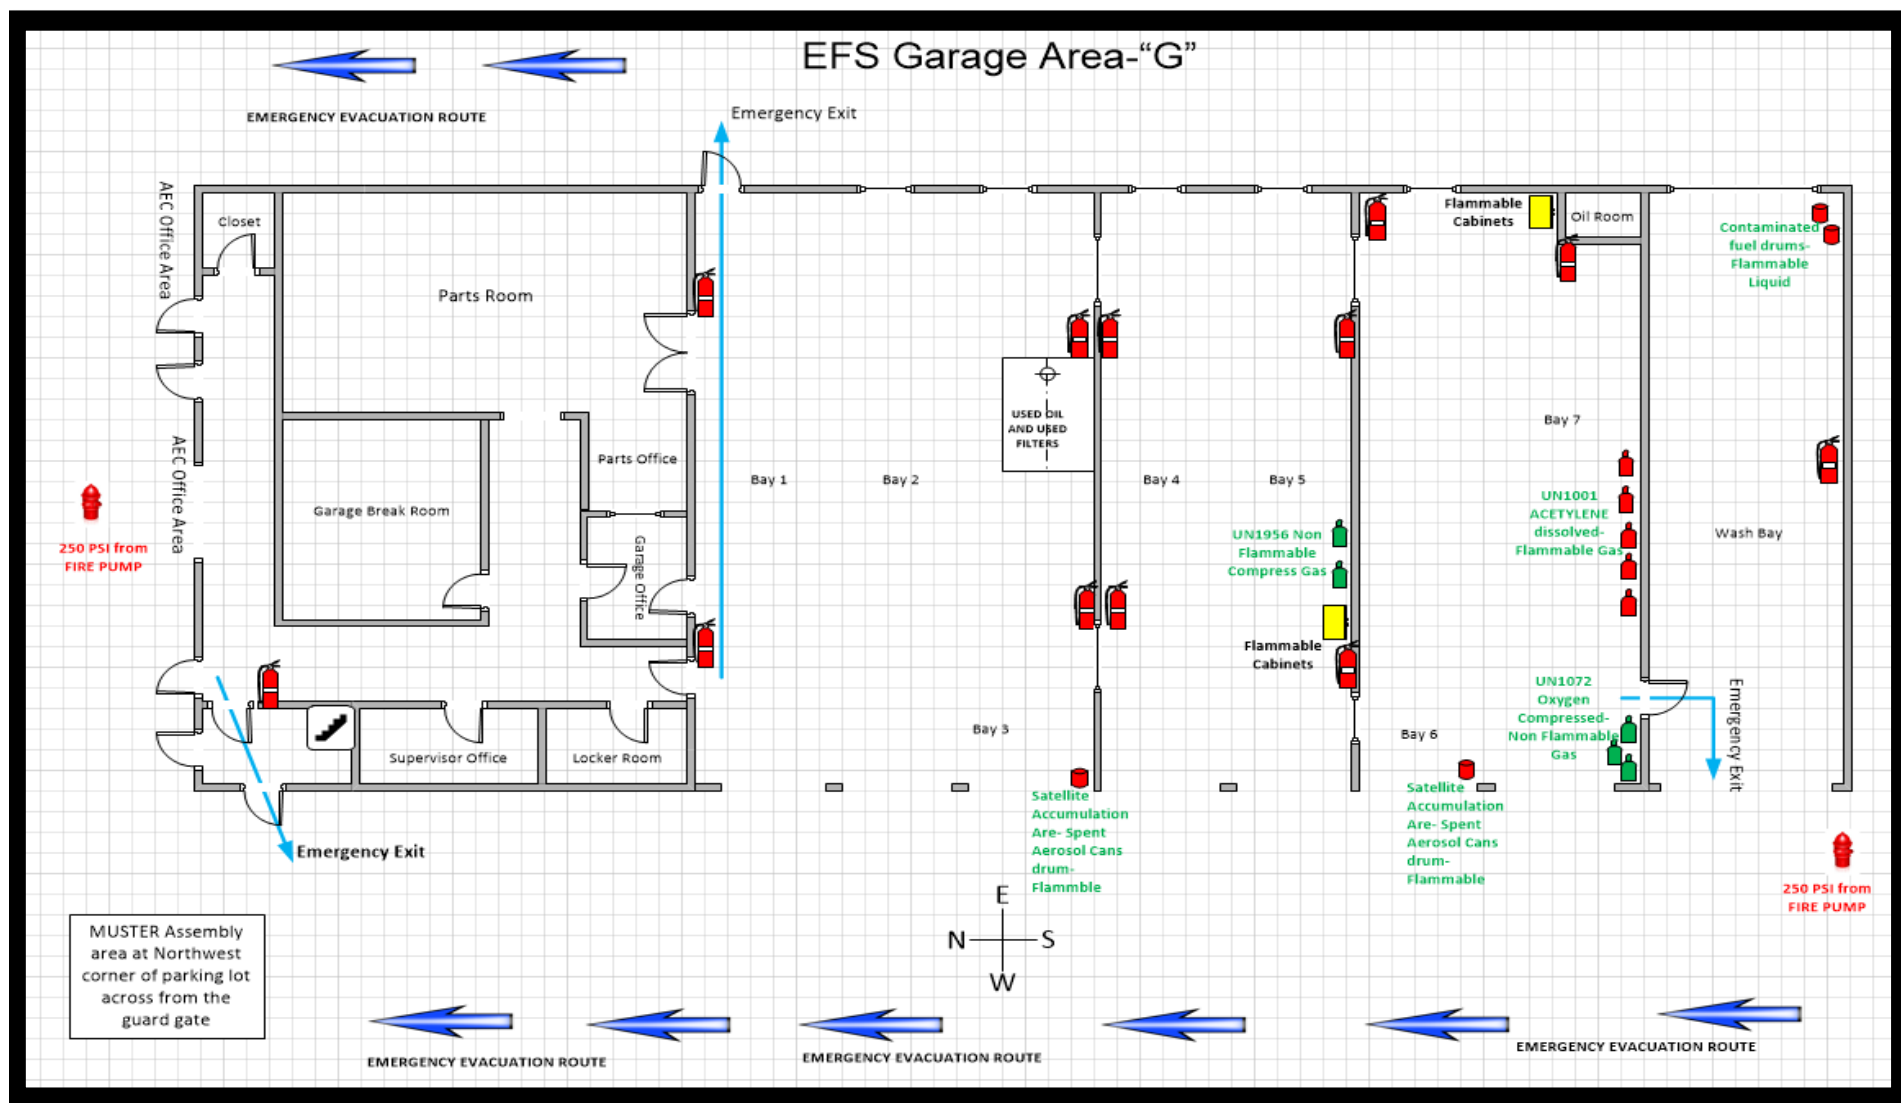 EFS Garage Area-“G”
EMERGENCY EVACUATION ROUTE
Emergency Exit
AEC Office Area
Closet
Parts Room
Flammable
Cabinets
Oil Room
Contaminated
fuel drums-
Flammable
Liquid
AEC Office Area
Garage Break Room
Parts Office
Garage Office
Bay 1
Bay 2
USED OIL
AND USED
FILTERS
Bay 4
Bay 5
Bay 7
UN1956 Non
Flammable
Compress Gas
UN1001
ACETYLENE
dissolved-
Flammable Gas
Wash Bay
250 PSI from
FIRE PUMP
Flammable
Cabinets
UN1072
Oxygen
Compressed-
Non Flammable
Gas
Emergency Exit
Supervisor Office
Locker Room
Bay 3
Bay 6
Satellite
Accumulation
Are- Spent
Aerosol Cans
drum-
Flammble
Satellite
Accumulation
Are- Spent
Aerosol Cans
drum-
Flammable
Emergency Exit
250 PSI from
FIRE PUMP
E
N
S
W
MUSTER Assembly
area at Northwest
corner of parking lot
across from the
guard gate
EMERGENCY EVACUATION ROUTE
EMERGENCY EVACUATION ROUTE
EMERGENCY EVACUATION ROUTE